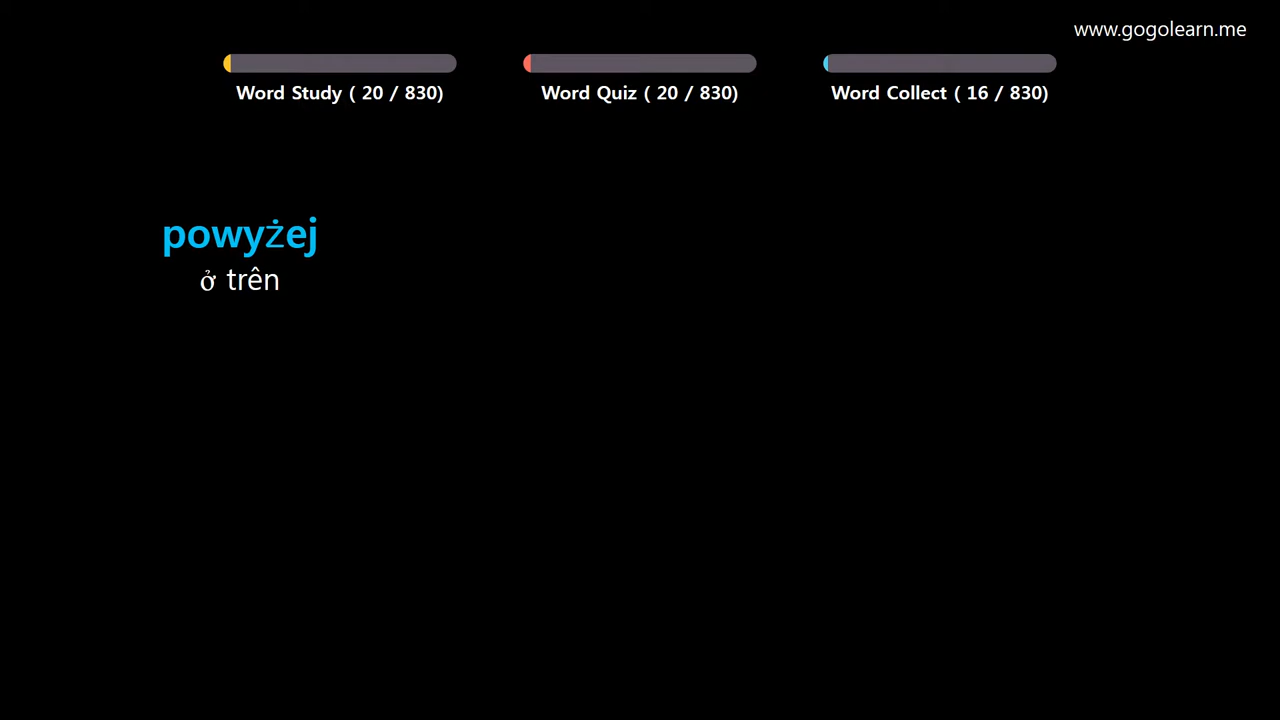 www.gogolearn.me
Word Study ( 20 / 830)
Word Quiz ( 20 / 830)
Word Collect ( 16 / 830)
powyżej
ở trên